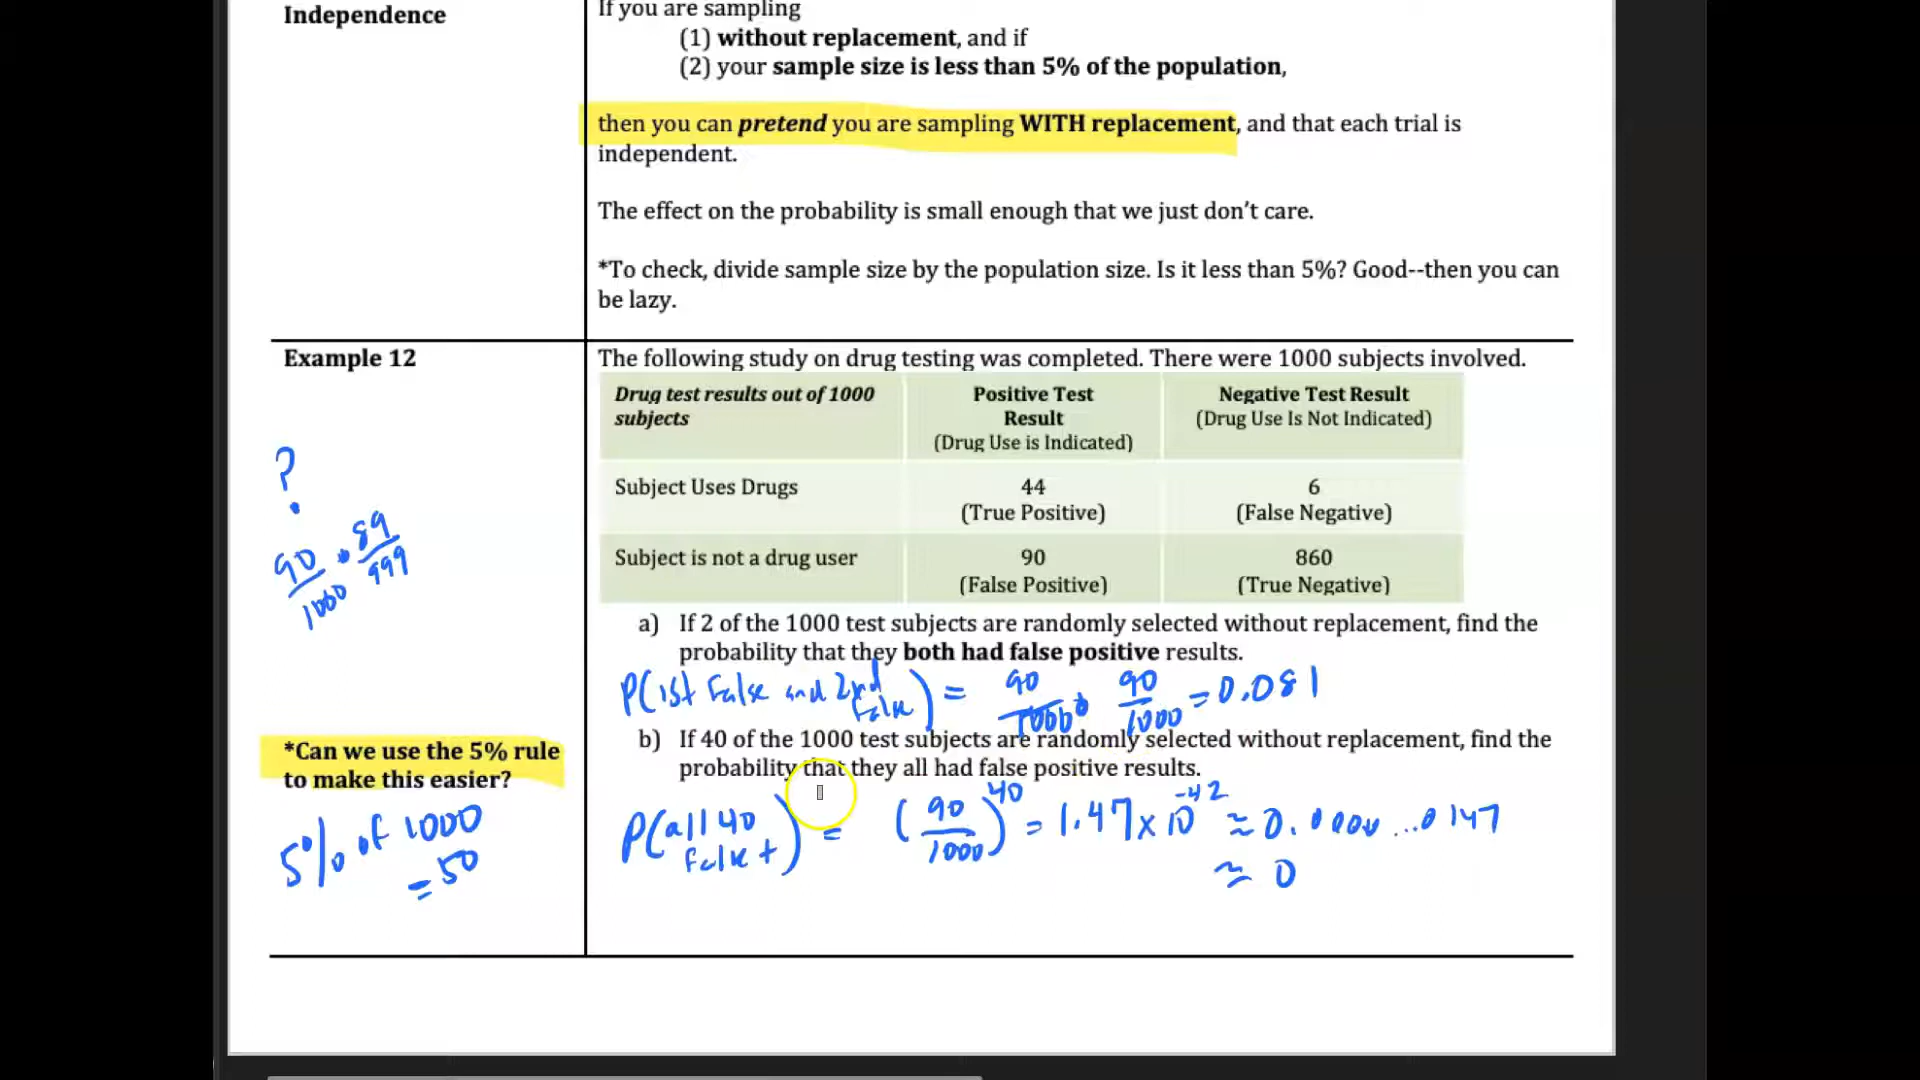 Independence
If you are sampling
(1) without replacement, and if
(2) your sample size is less than 5% of the population,
then you can pretend you are sampling WITH replacement, and that each trial is
independent.
The effect on the probability is small enough that we just don't care.
*To check, divide sample size by the population size. Is it less than 5%? Good--then you can
be lazy.
Example 12
The following study on drug testing was completed. There were 1000 subjects involved.
Drug test results out of 1000
subjects
Positive Test
Result
(Drug Use is Indicated)
Negative Test Result
(Drug Use Is Not Indicated)
Subject Uses Drugs
44
(True Positive)
6
(False Negative)
Subject is not a drug user
90
(False Positive)
860
(True Negative)
?
90/1000 • 89/999
a) If 2 of the 1000 test subjects are randomly selected without replacement, find the
probability that they both had false positive results.
P(1st False and 2nd False) = 90/1000 • 90/1000 = 0.081
b) If 40 of the 1000 test subjects are randomly selected without replacement, find the
probability that they all had false positive results.
P(all 40 False +) = (90/1000)^40 = 1.47 x 10^-42 ≈ 0.0000...0147
≈ 0
*Can we use the 5% rule
to make this easier?
5% of 1000
= 50